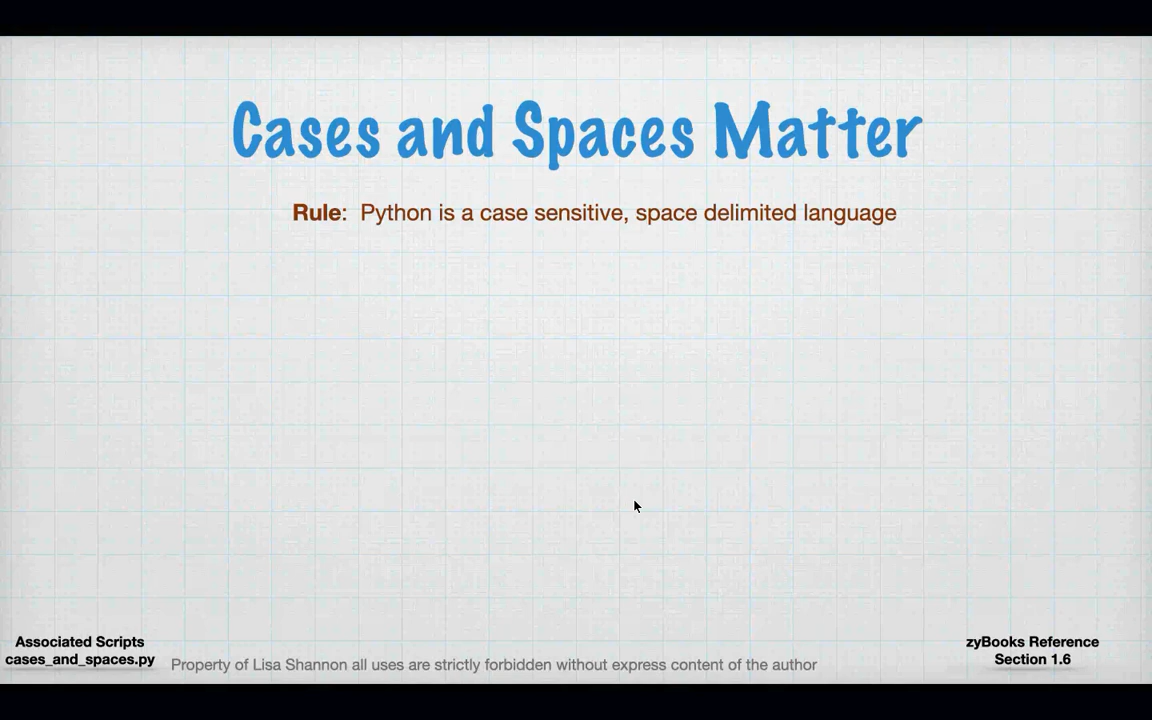 Cases and Spaces Matter
Rule: Python is a case sensitive, space delimited language
Associated Scripts
cases_and_spaces.py
Property of Lisa Shannon all uses are strictly forbidden without express content of the author
zyBooks Reference
Section 1.6